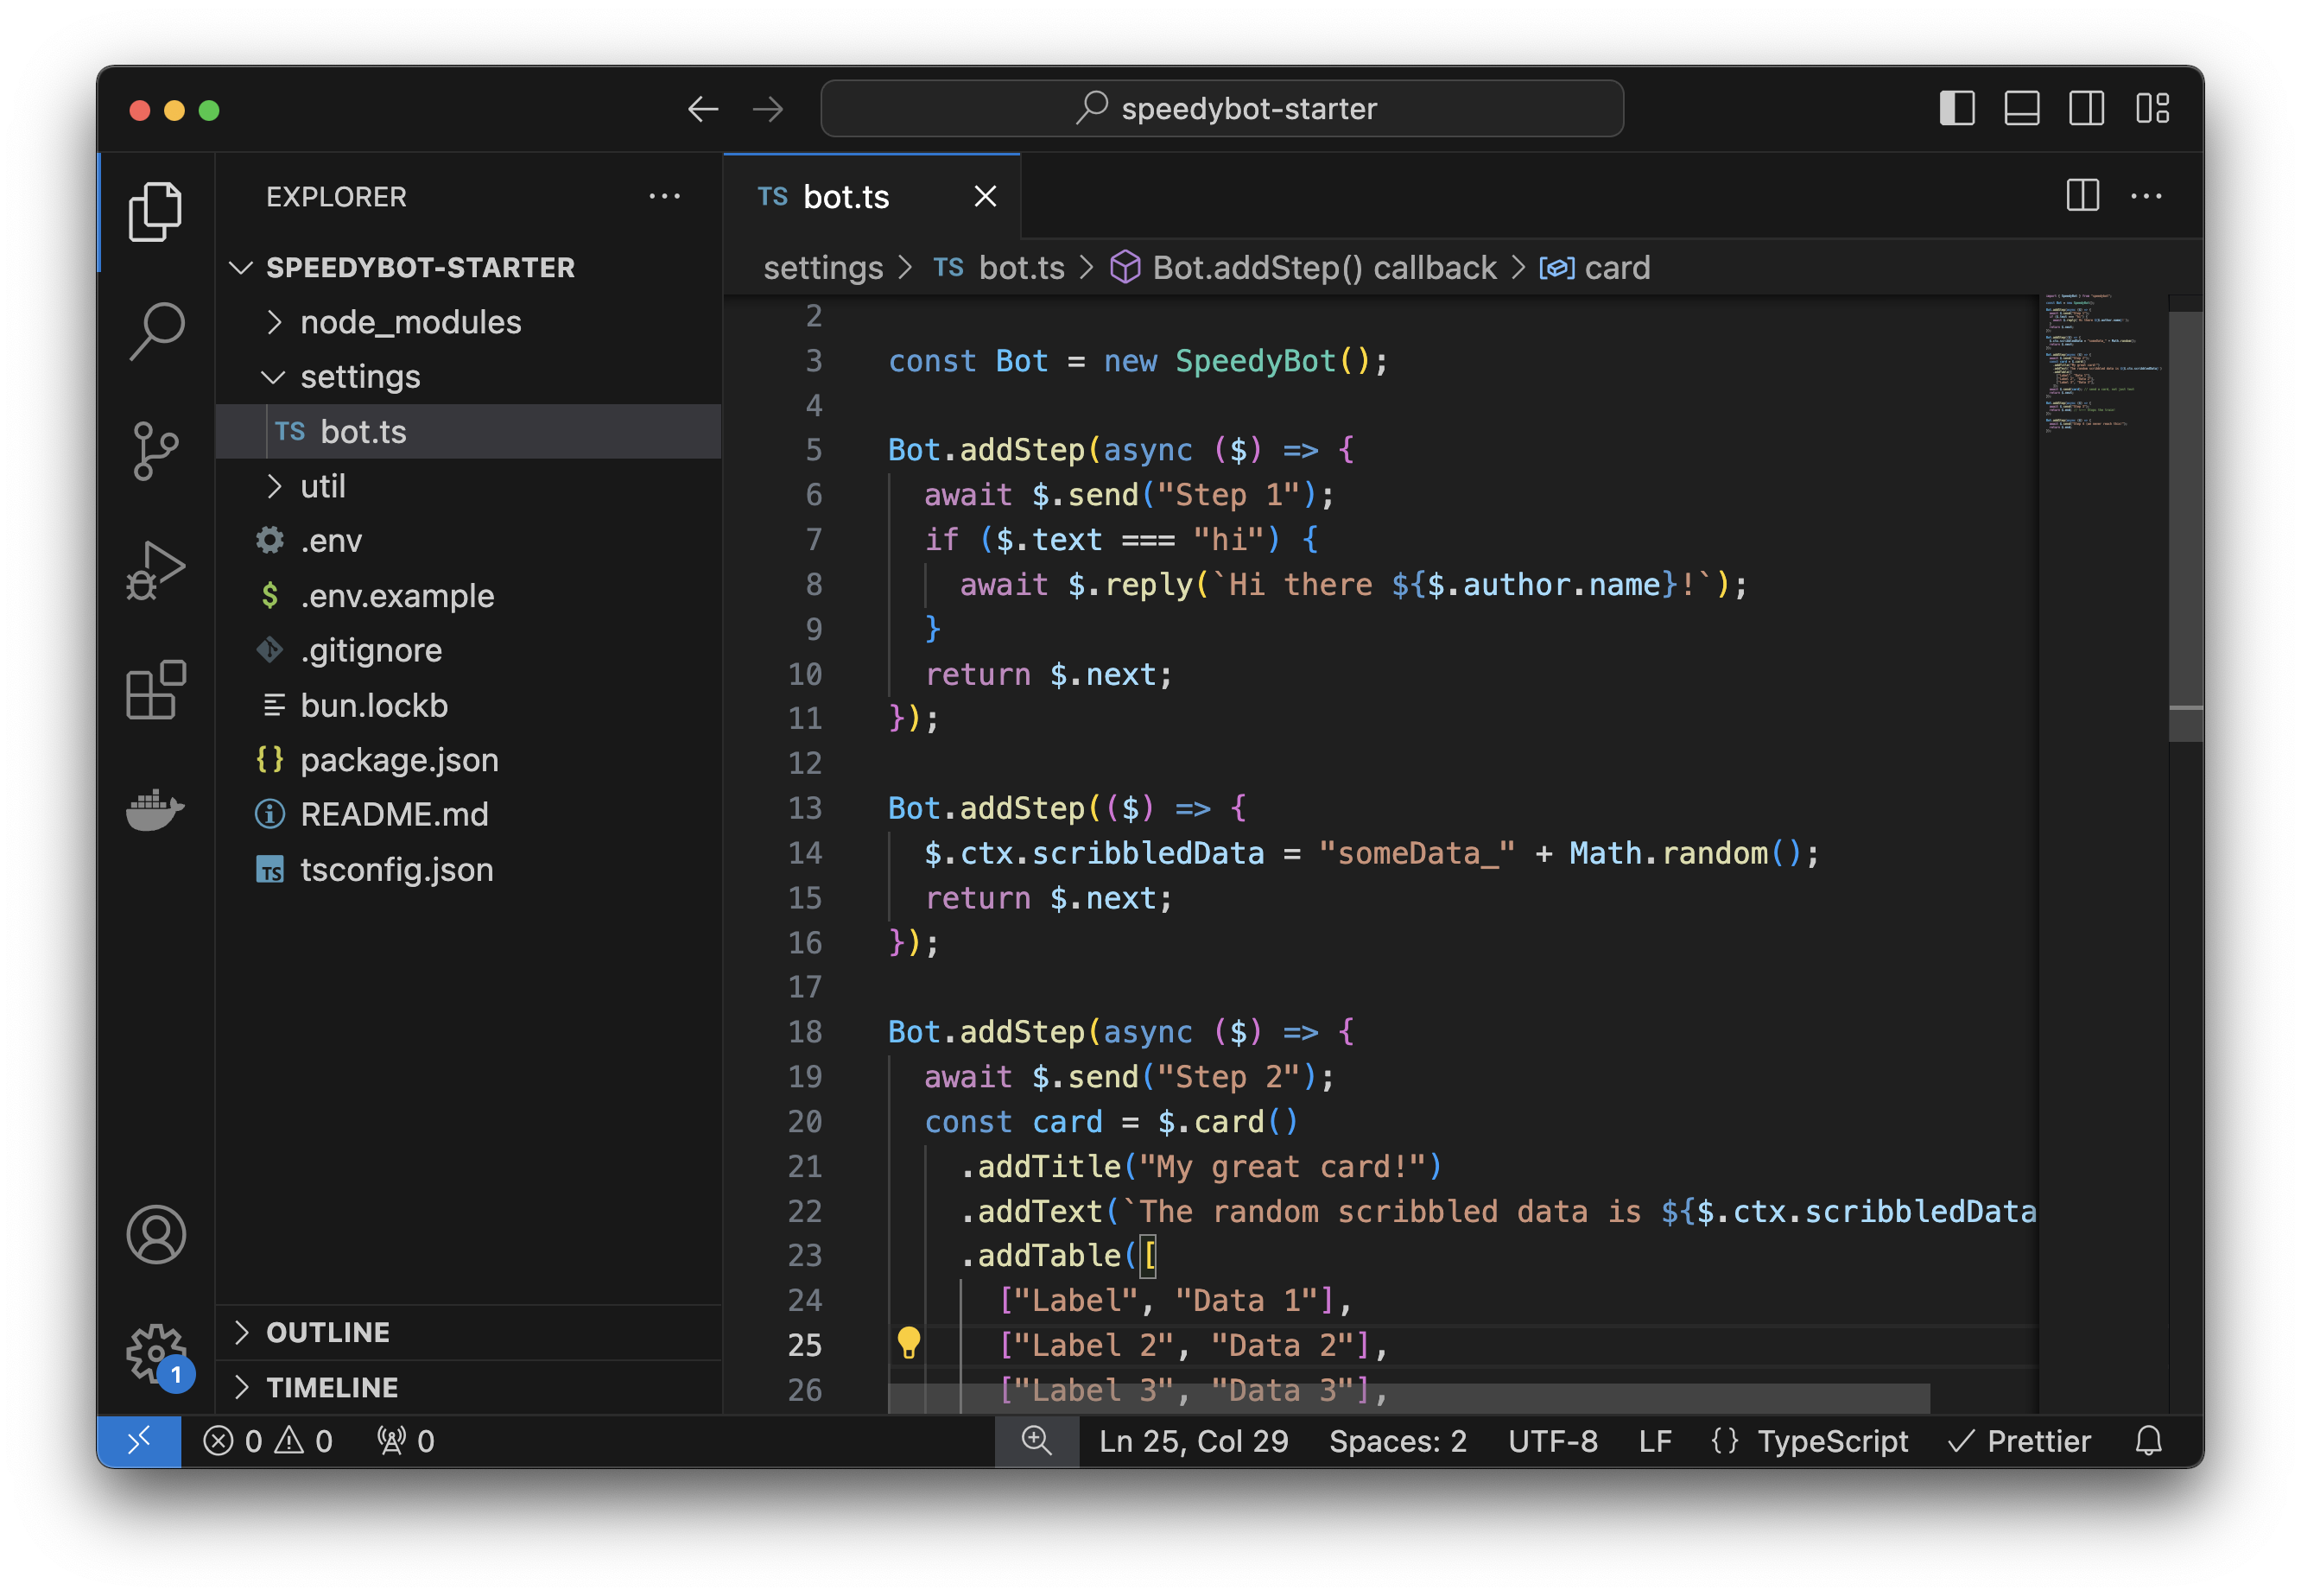 speedybot-starter
EXPLORER
SPEEDYBOT-STARTER
node_modules
settings
TS bot.ts
util
.env
$ .env.example
.gitignore
bun.lockb
{} package.json
README.md
TS tsconfig.json
OUTLINE
TIMELINE
1
TS bot.ts
settings > TS bot.ts > Bot.addStep() callback > card
2
3 const Bot = new SpeedyBot();
4
5 Bot.addStep(async ($) => {
6 await $.send("Step 1");
7 if ($.text === "hi") {
8 await $.reply(`Hi there ${$.author.name}!`);
9 }
10 return $.next;
11 });
12
13 Bot.addStep(($) => {
14 $.ctx.scribbledData = "someData_" + Math.random();
15 return $.next;
16 });
17
18 Bot.addStep(async ($) => {
19 await $.send("Step 2");
20 const card = $.card()
21 .addTitle("My great card!")
22 .addText(`The random scribbled data is ${$.ctx.scribbledData
23 .addTable([
24 ["Label", "Data 1"],
25 ["Label 2", "Data 2"],
26 ["Label 3", "Data 3"],
0 0 0 Ln 25, Col 29 Spaces: 2 UTF-8 LF {} TypeScript Prettier